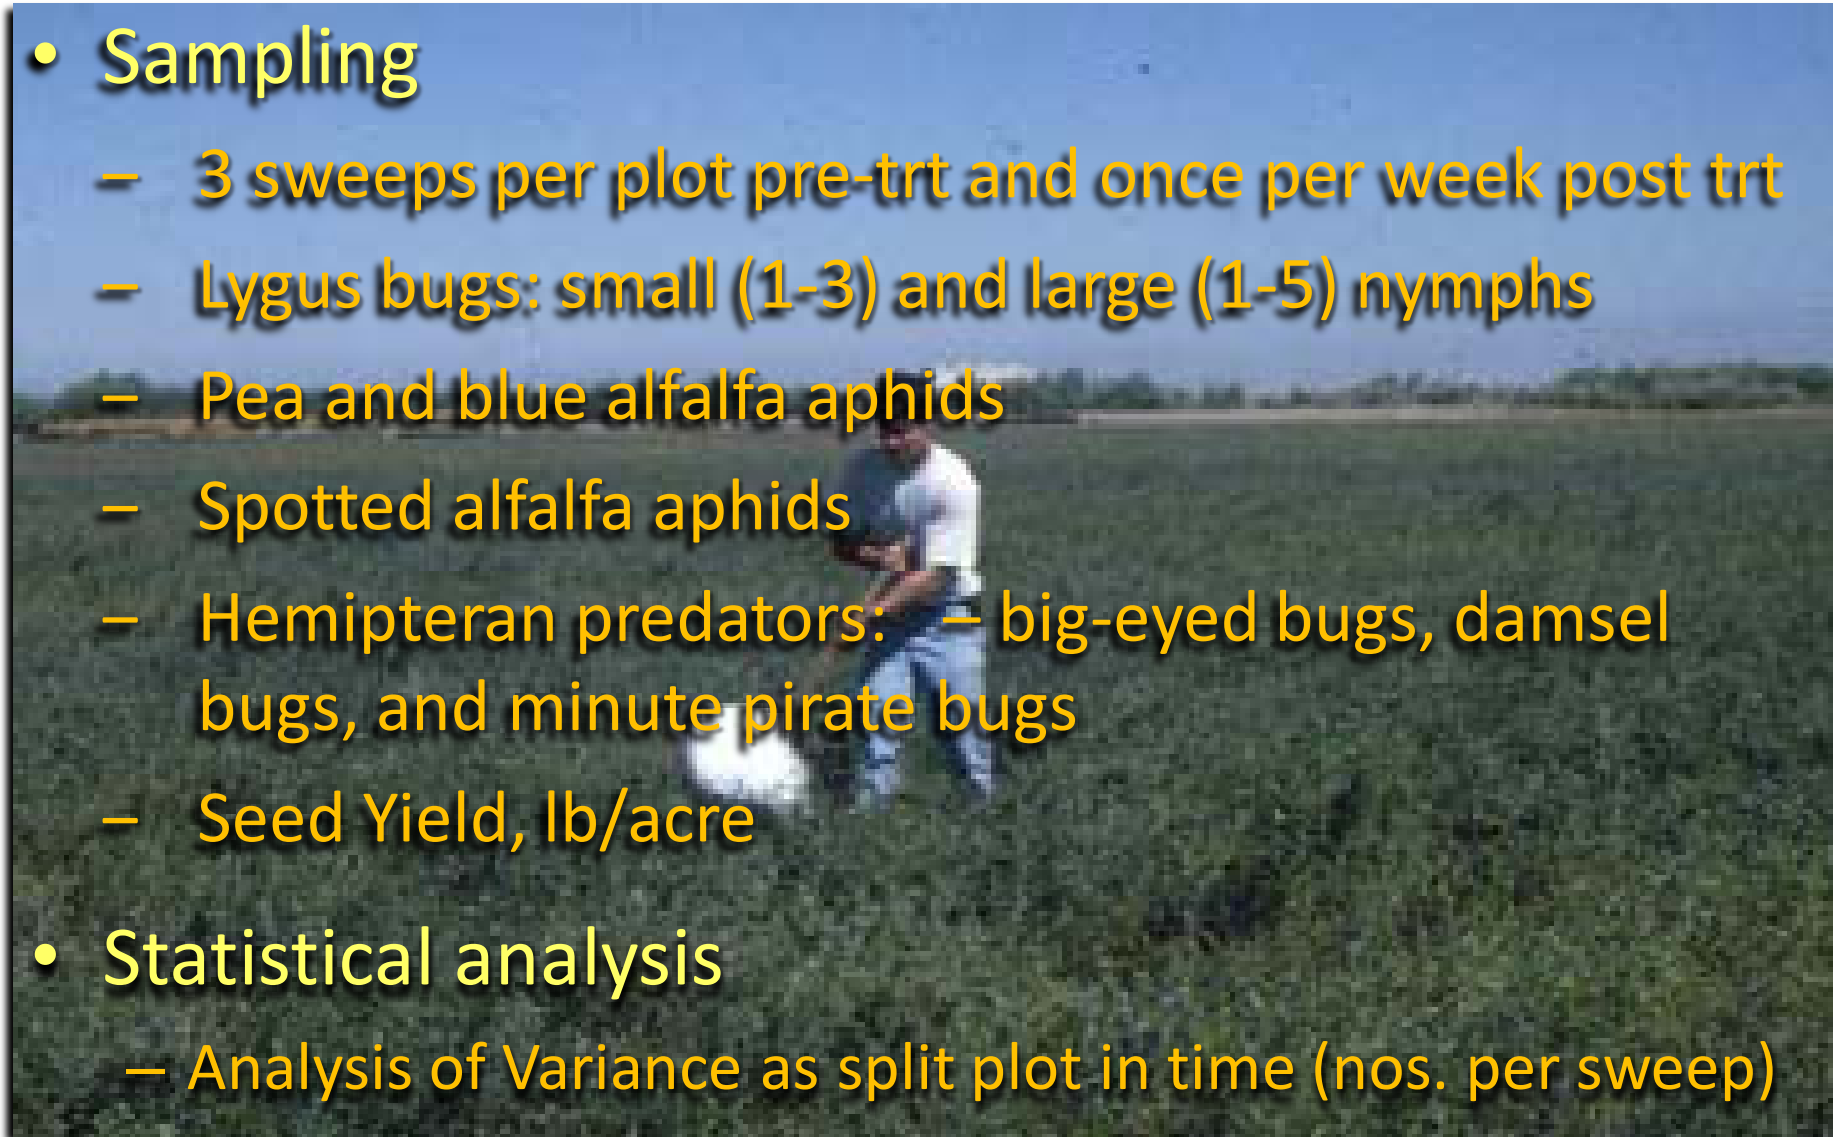 • Sampling
– 3 sweeps per plot pre-trt and once per week post trt
– Lygus bugs: small (1-3) and large (1-5) nymphs
– Pea and blue alfalfa aphids
– Spotted alfalfa aphids
– Hemipteran predators: – big-eyed bugs, damsel
bugs, and minute pirate bugs
– Seed Yield, lb/acre
• Statistical analysis
– Analysis of Variance as split plot in time (nos. per sweep)